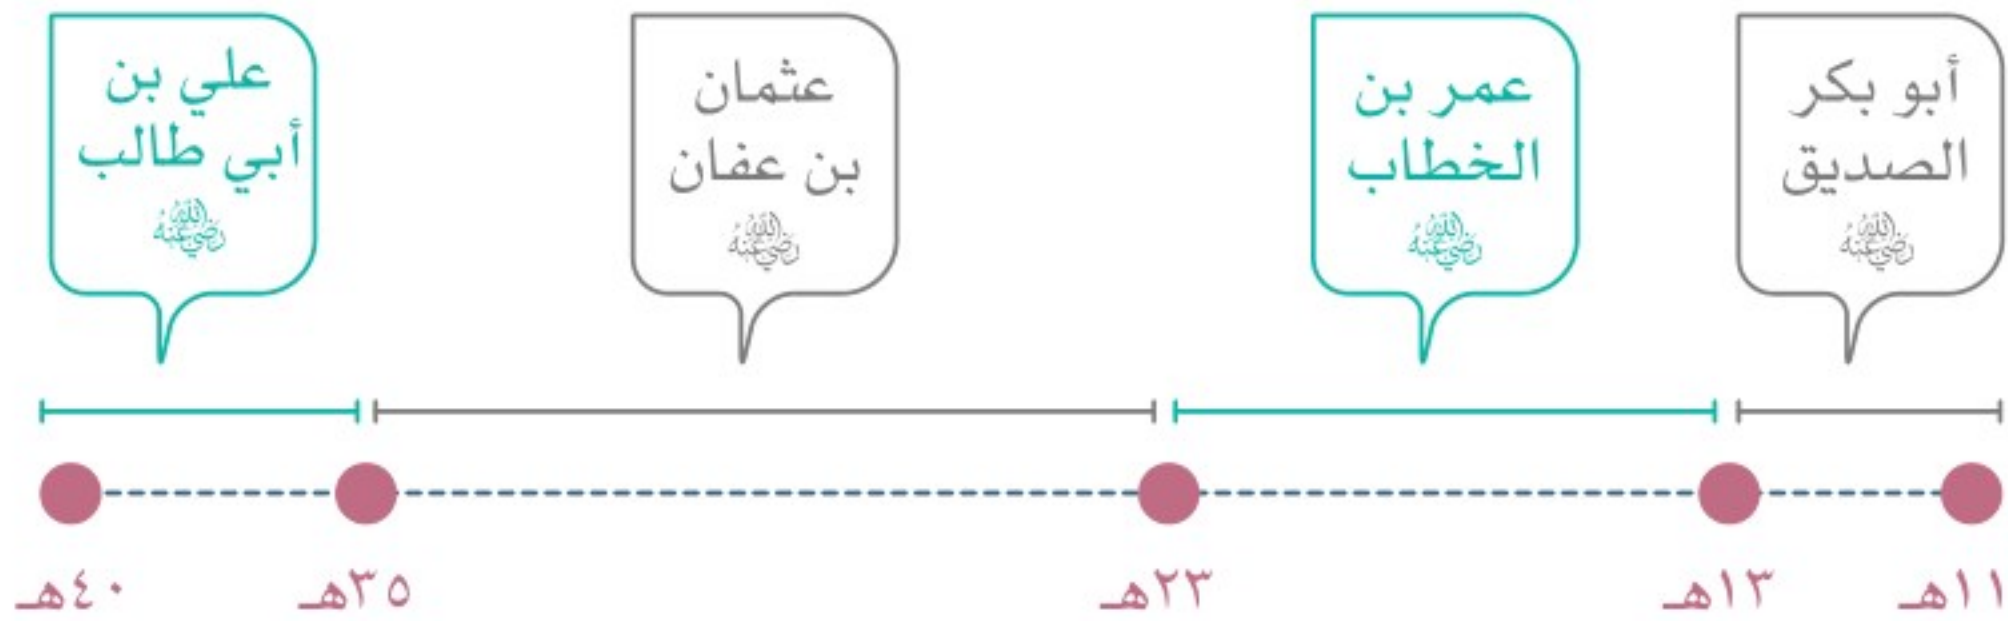 أبو بكر
الصديق
رضي الله عنه
عمر بن
الخطاب
رضي الله عنه
عثمان
بن عفان
رضي الله عنه
علي بن
أبي طالب
رضي الله عنه
١١هـ
١٣هـ
٢٣هـ
٣٥هـ
٤٠هـ